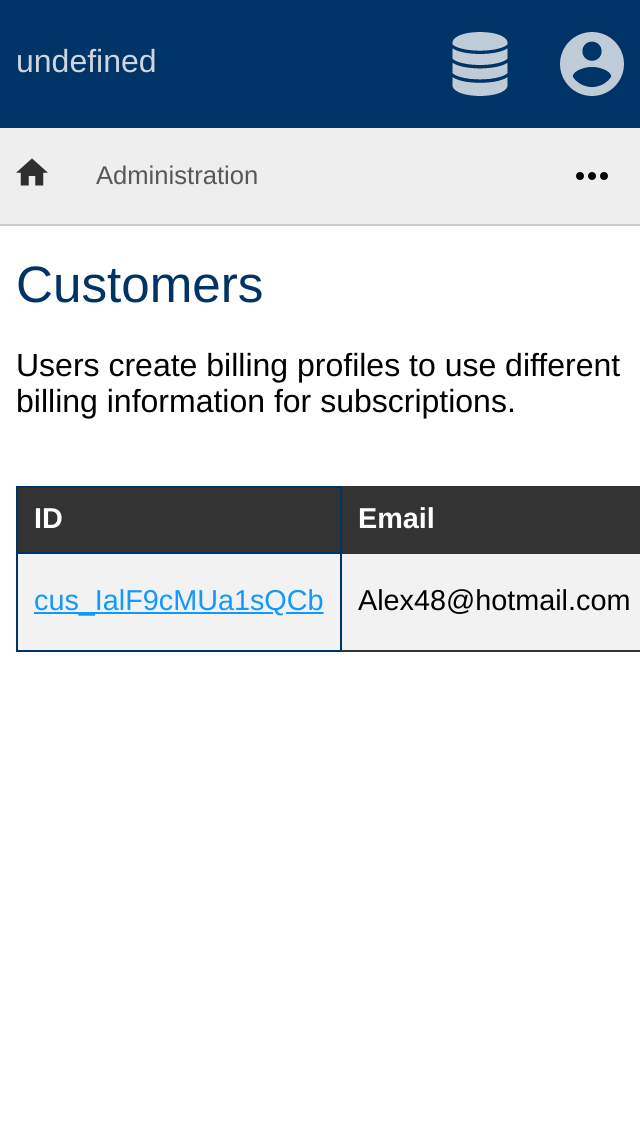 undefined
Administration
Customers
Users create billing profiles to use different
billing information for subscriptions.
ID Email
cus_IalF9cMUa1sQCb Alex48@hotmail.com